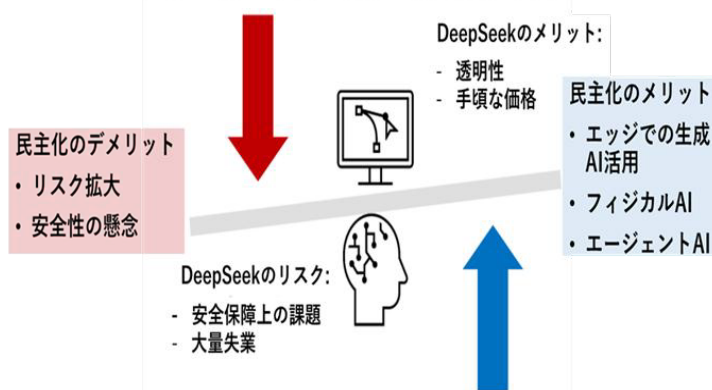 DeepSeekのメリット:
- 透明性
- 手頃な価格
民主化のメリット
• エッジでの生成
AI活用
• フィジカルAI
• エージェントAI
民主化のデメリット
• リスク拡大
• 安全性の懸念
DeepSeekのリスク:
- 安全保障上の課題
- 大量失業